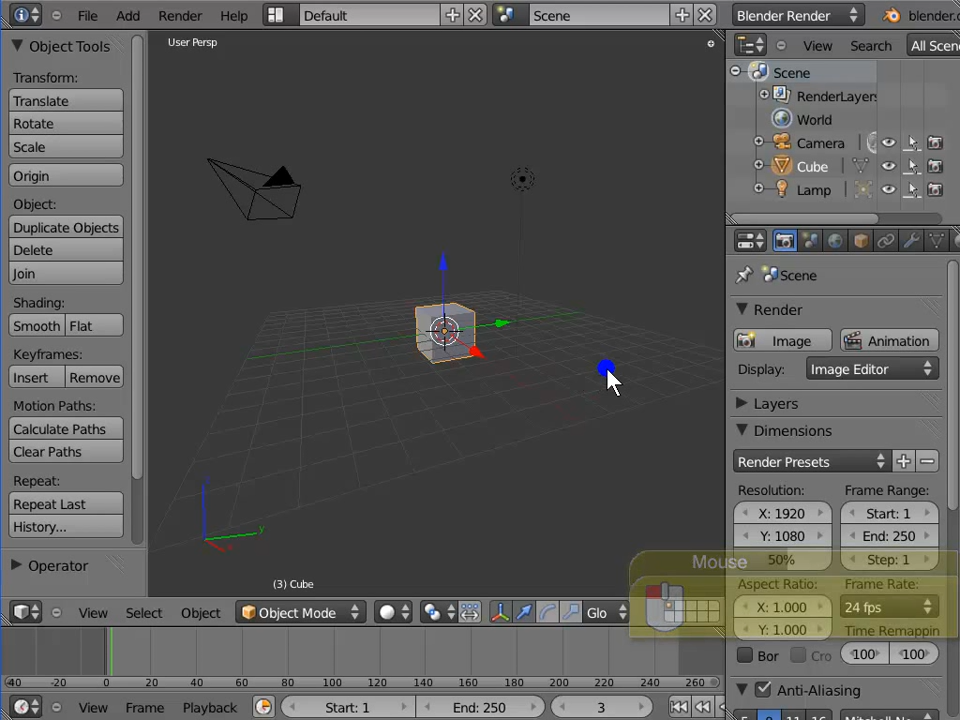 File Add Render Help Default Scene Blender Render
Object Tools
Transform:
Translate
Rotate
Scale
Origin
Object:
Duplicate Objects
Delete
Join
Shading:
Smooth Flat
Keyframes:
Insert Remove
Motion Paths:
Calculate Paths
Clear Paths
Repeat:
Repeat Last
History...
Operator
User Persp
z
y
x
(3) Cube
View Select Object Object Mode Glo
View Search All Scen
Scene
RenderLayers
World
Camera
Cube
Lamp
Scene
Render
Image Animation
Display: Image Editor
Layers
Dimensions
Render Presets
Resolution: Frame Range:
X: 1920 Start: 1
Y: 1080 End: 250
50% Step: 1
Mouse
Aspect Ratio: Frame Rate:
X: 1.000 24 fps
Y: 1.000 Time Remappin
Bor Cro 100 100
Anti-Aliasing
-40 -20 0 20 40 60 80 100 120 140 160 180 200 220 240 260
View Frame Playback Start: 1 End: 250 3